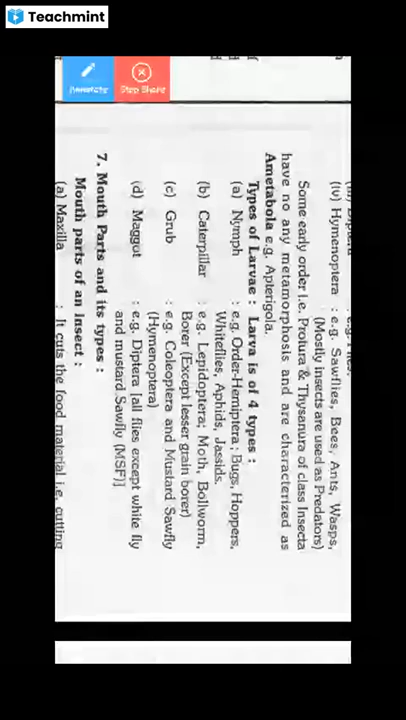 Teachmint
Annotate
Stop Share
(iv) Hymenoptera : e.g. Sawflies, Bees, Ants, Wasps,
(Mostly insects are used as Predators)
Some early order i.e. Protura & Thysanura of class Insecta
have no any metamorphosis and are characterized as
Ametabola e.g. Apterigola.
Types of Larvae : Larva is of 4 types :
(a) Nymph : e.g. Order-Hemiptera ; Bugs, Hoppers,
Whiteflies, Aphids, Jassids.
(b) Caterpillar : e.g. Lepidoptera; Moth, Bollworm,
Borer (Except lesser grain borer)
(c) Grub : e.g. Coleoptera and Mustard Sawfly
(Hymenoptera)
(d) Maggot : e.g. Diptera [all flies except white fly
and mustard Sawfly (MSF)]
7. Mouth Parts and its types :
Mouth parts of an Insect :
(a) Maxilla : It cuts the food material i.e. cutting